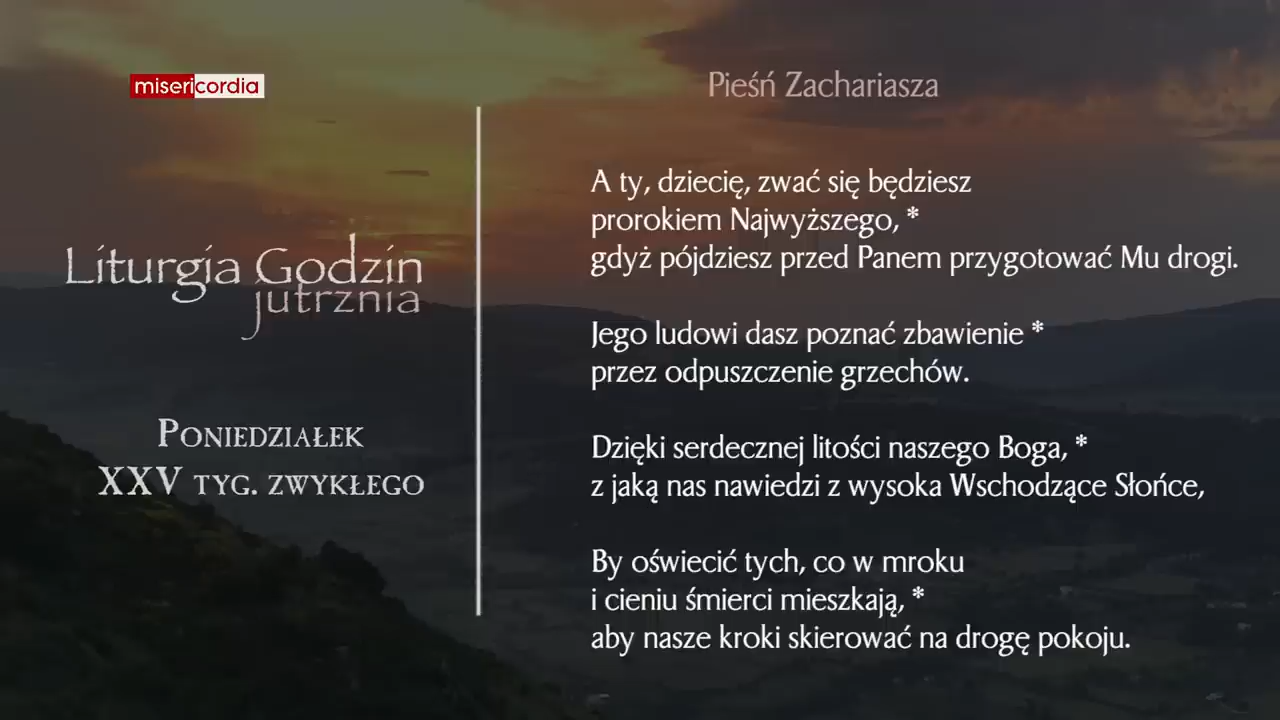 misericordia
Liturgia Godzin
jutrznia
Poniedziałek
XXV tyg. zwykłego
Pieśń Zachariasza
A ty, dziecię, zwać się będziesz
prorokiem Najwyższego, *
gdyż pójdziesz przed Panem przygotować Mu drogi.
Jego ludowi dasz poznać zbawienie *
przez odpuszczenie grzechów.
Dzięki serdecznej litości naszego Boga, *
z jaką nas nawiedzi z wysoka Wschodzące Słońce,
By oświecić tych, co w mroku
i cieniu śmierci mieszkają, *
aby nasze kroki skierować na drogę pokoju.